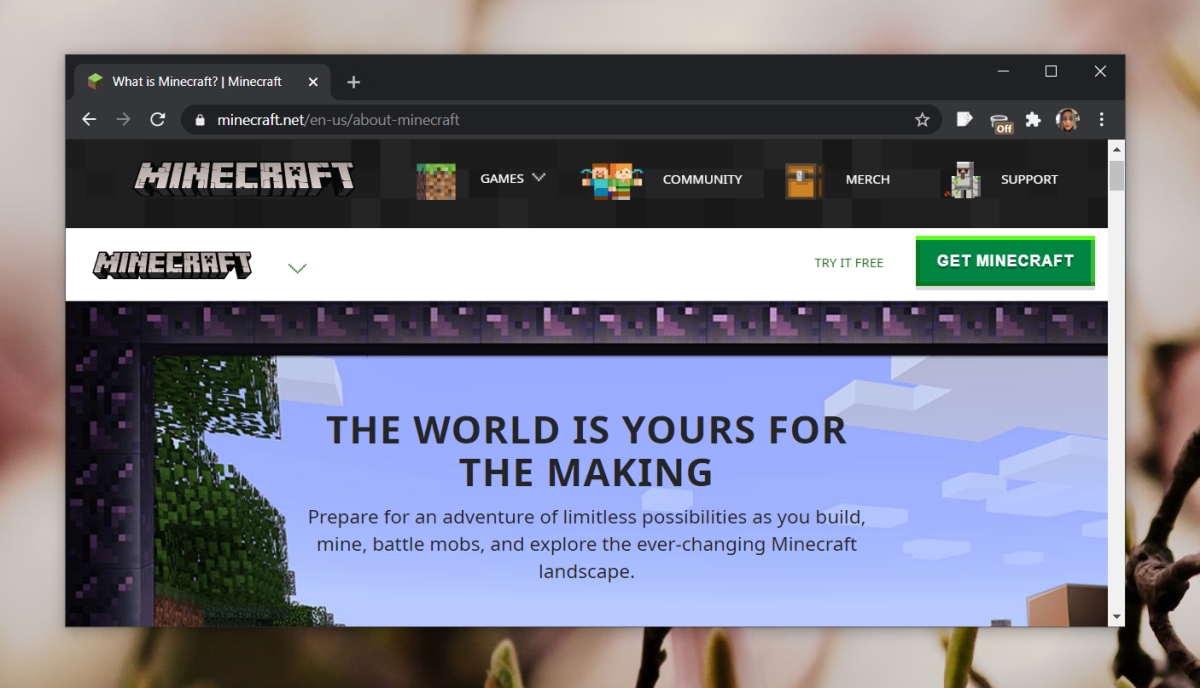 What is Minecraft? | Minecraft
minecraft.net/en-us/about-minecraft
Off
MINECRAFT
GAMES
COMMUNITY
MERCH
SUPPORT
MINECRAFT
TRY IT FREE
GET MINECRAFT
THE WORLD IS YOURS FOR
THE MAKING
Prepare for an adventure of limitless possibilities as you build,
mine, battle mobs, and explore the ever-changing Minecraft
landscape.